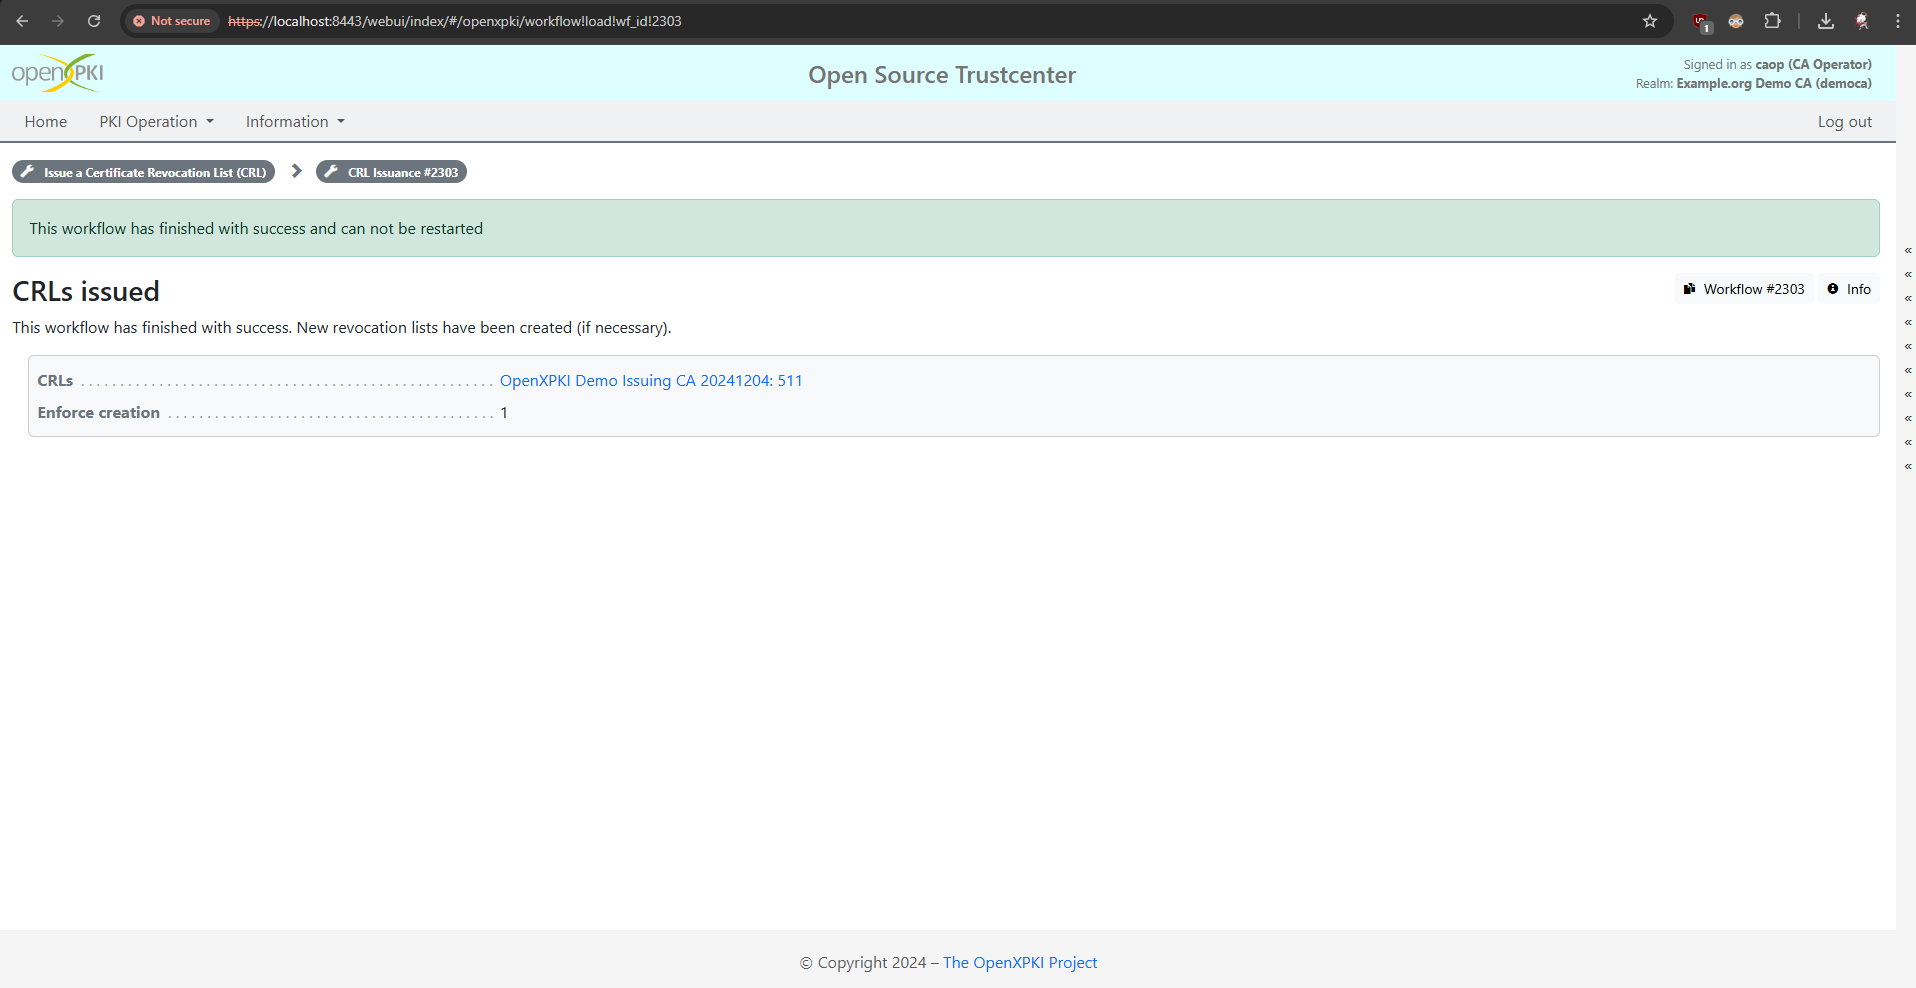 Not secure https://localhost:8443/webui/index/#/openxpki/workflow!load!wf_id!2303
1
openXPKI
Open Source Trustcenter
Signed in as caop (CA Operator)
Realm: Example.org Demo CA (democa)
Home PKI Operation Information Log out
Issue a Certificate Revocation List (CRL) CRL Issuance #2303
This workflow has finished with success and can not be restarted
CRLs issued
Workflow #2303 Info
This workflow has finished with success. New revocation lists have been created (if necessary).
CRLs ..................................................... OpenXPKI Demo Issuing CA 20241204: 511
Enforce creation .......................................... 1
«
«
«
«
«
«
«
«
«
«
© Copyright 2024 – The OpenXPKI Project